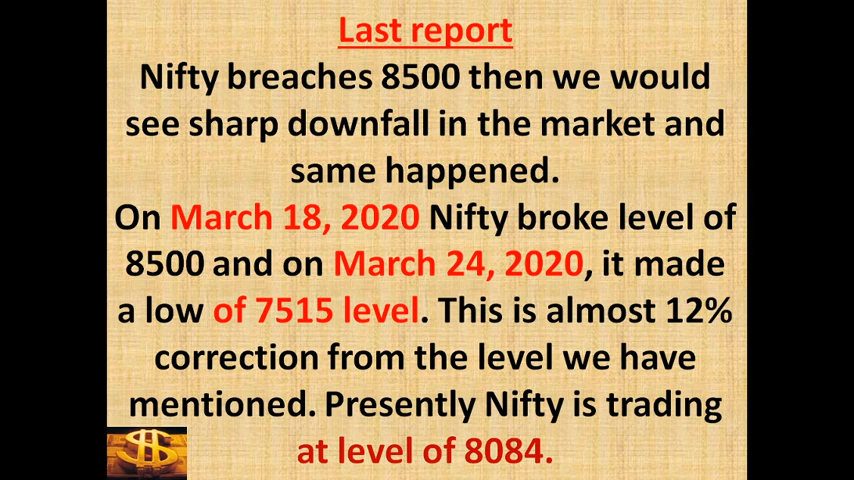 Last report
Nifty breaches 8500 then we would
see sharp downfall in the market and
same happened.
On March 18, 2020 Nifty broke level of
8500 and on March 24, 2020, it made
a low of 7515 level. This is almost 12%
correction from the level we have
mentioned. Presently Nifty is trading
at level of 8084.